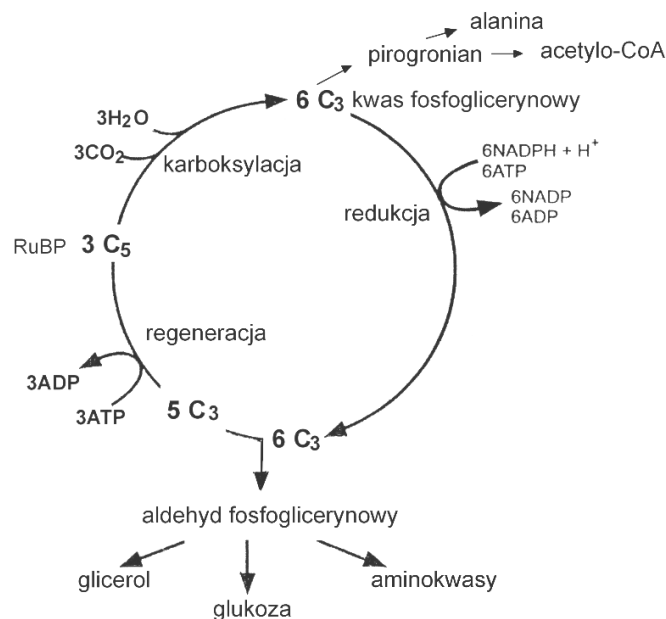 alanina
pirogronian → acetylo-CoA
6 C₃ kwas fosfoglicerynowy
3H₂O
3CO₂
karboksylacja
6NADPH + H⁺
6ATP
6NADP
6ADP
redukcja
RuBP 3 C₅
regeneracja
3ADP
3ATP
5 C₃
6 C₃
aldehyd fosfoglicerynowy
glicerol
glukoza
aminokwasy